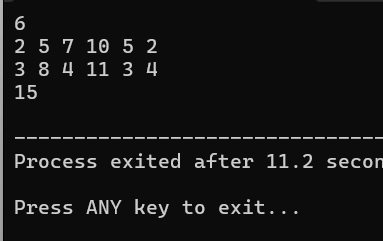 6
2 5 7 10 5 2
3 8 4 11 3 4
15
--------------------------------
Process exited after 11.2 secon
Press ANY key to exit...